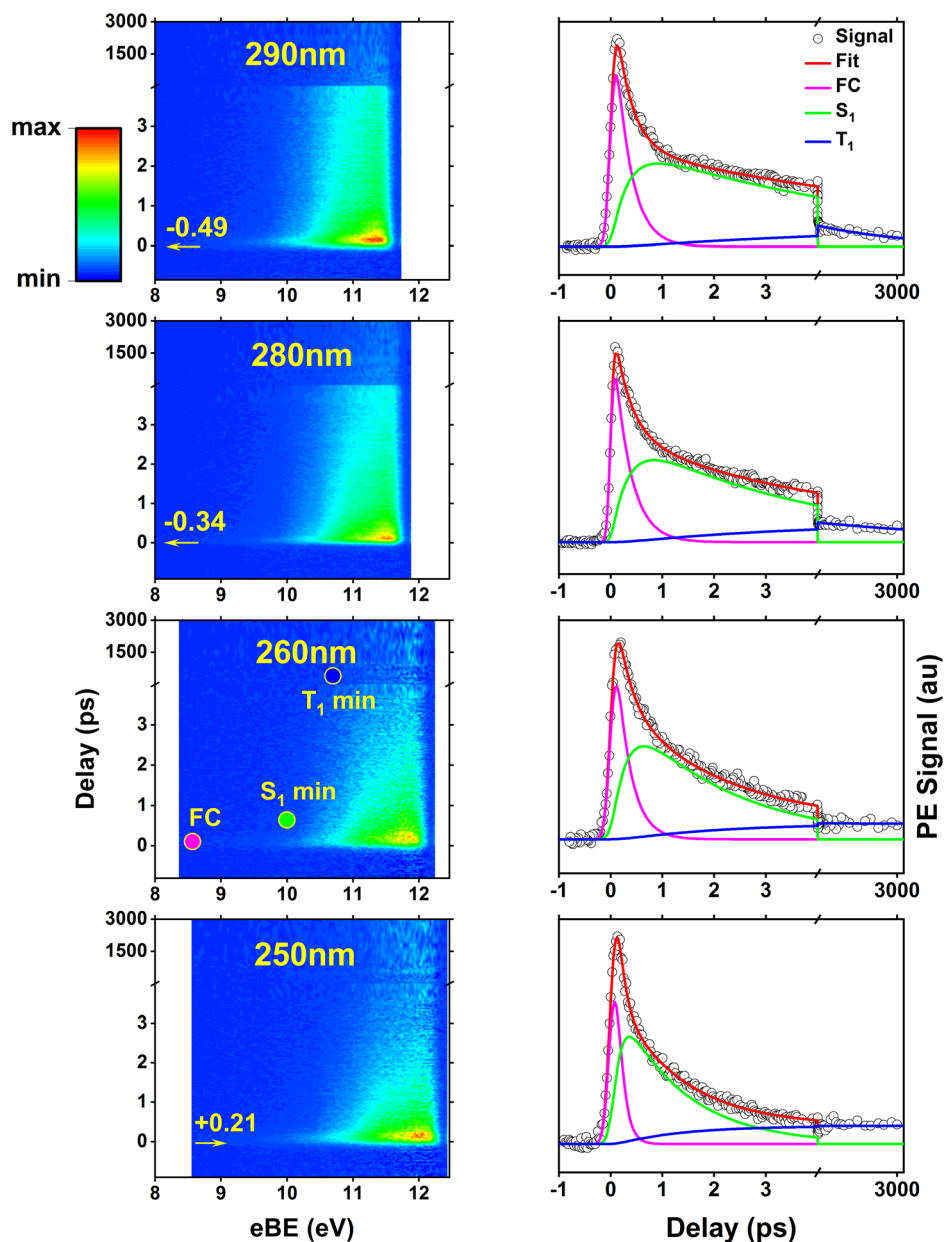 3000
1500
290nm
max
min
3
2
1
0
-0.49
8 9 10 11 12
Signal
Fit
FC
S1
T1
-1 0 1 2 3 3000
3000
1500
280nm
3
2
1
0
-0.34
8 9 10 11 12
-1 0 1 2 3 3000
3000
1500
260nm
T1 min
3
2
1
0
S1 min
FC
8 9 10 11 12
Delay (ps)
-1 0 1 2 3 3000
PE Signal (au)
3000
1500
250nm
3
2
1
0
+0.21
8 9 10 11 12
eBE (eV)
-1 0 1 2 3 3000
Delay (ps)